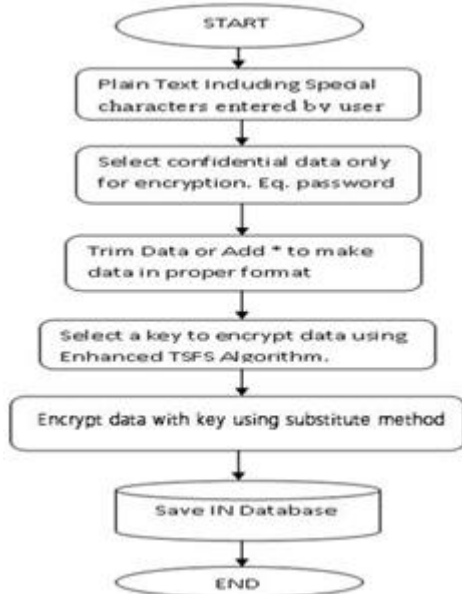 START
Plain Text Including Special
characters entered by user
Select confidential data only
for encryption. Eq. password
Trim Data or Add * to make
data in proper format
Select a key to encrypt data using
Enhanced TSFS Algorithm.
Encrypt data with key using substitute method
Save IN Database
END